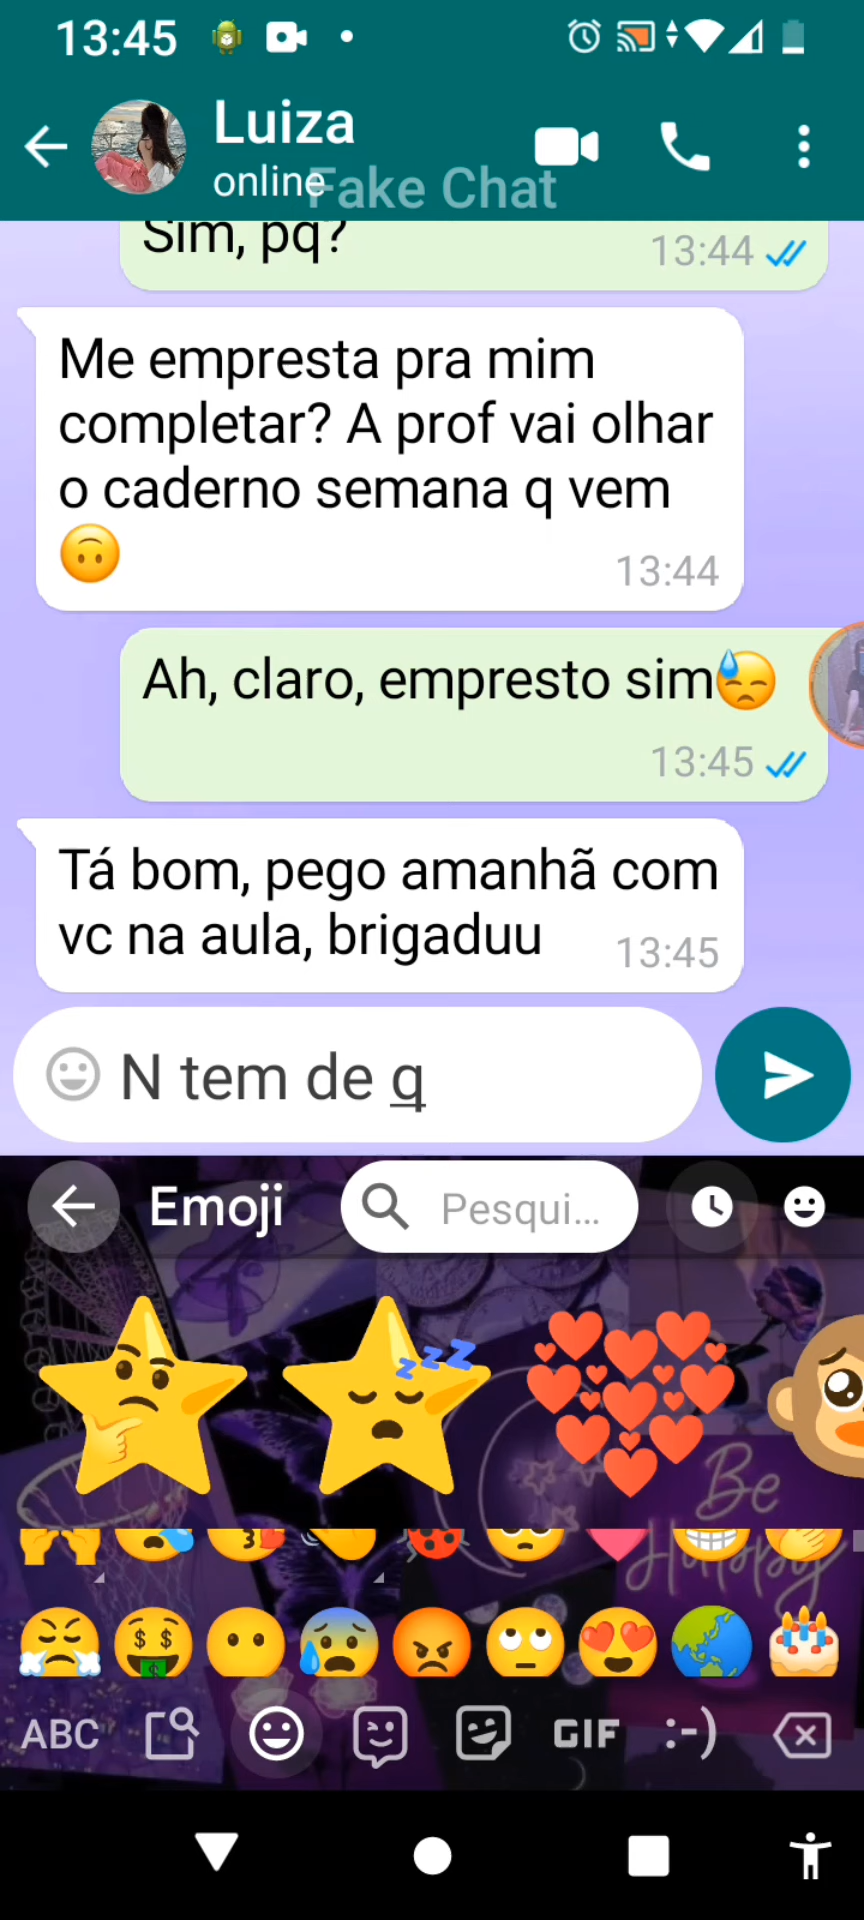 13:45
Luiza
online
Fake Chat
Sim, pq?
13:44
Me empresta pra mim
completar? A prof vai olhar
o caderno semana q vem
🙃
13:44
Ah, claro, empresto sim😓
13:45
Tá bom, pego amanhã com
vc na aula, brigaduu
13:45
N tem de q
Emoji
Pesqui...
Be
Happy
ABC
GIF
:-)